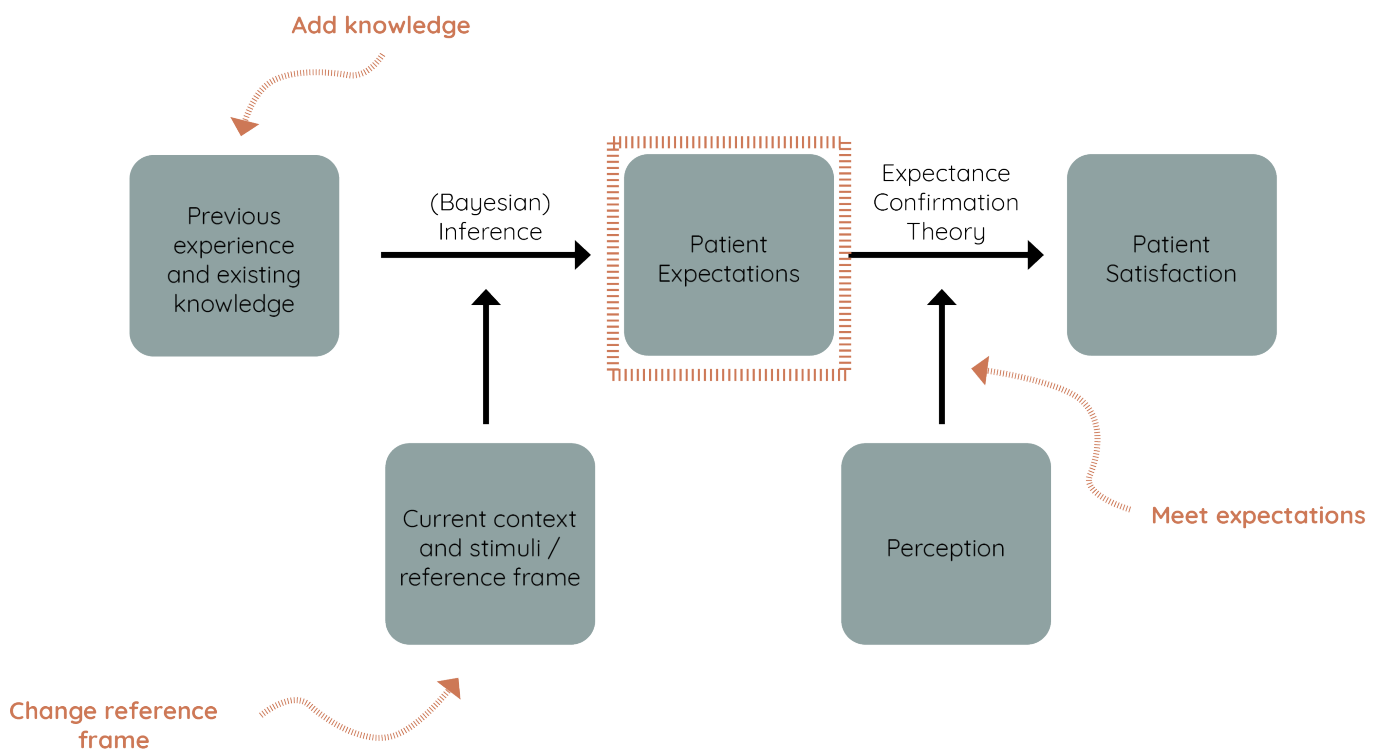 Add knowledge
Previous
experience
and existing
knowledge
(Bayesian)
Inference
Patient
Expectations
Expectance
Confirmation
Theory
Patient
Satisfaction
Current context
and stimuli /
reference frame
Perception
Meet expectations
Change reference
frame